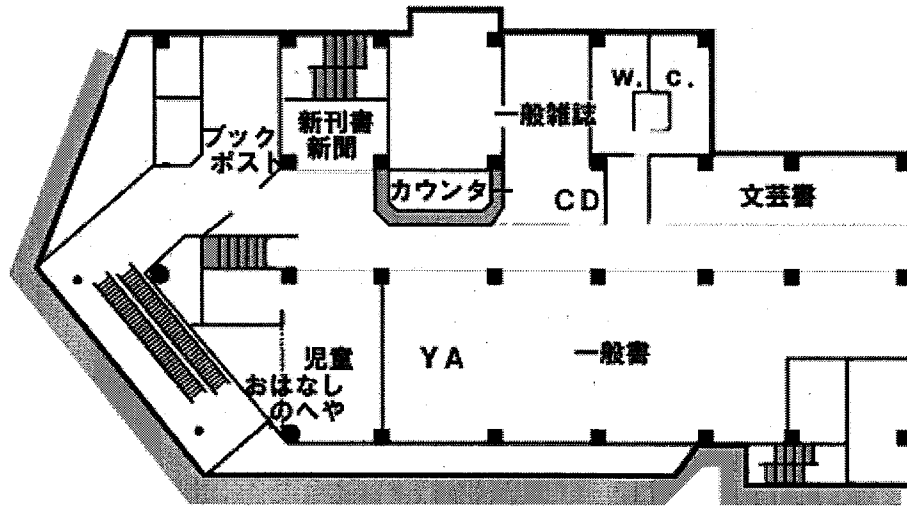 W. C.
一般雑誌
新刊書
新聞
ブック
ポスト
カウンター
CD
文芸書
児童
おはなし
のへや
YA
一般書